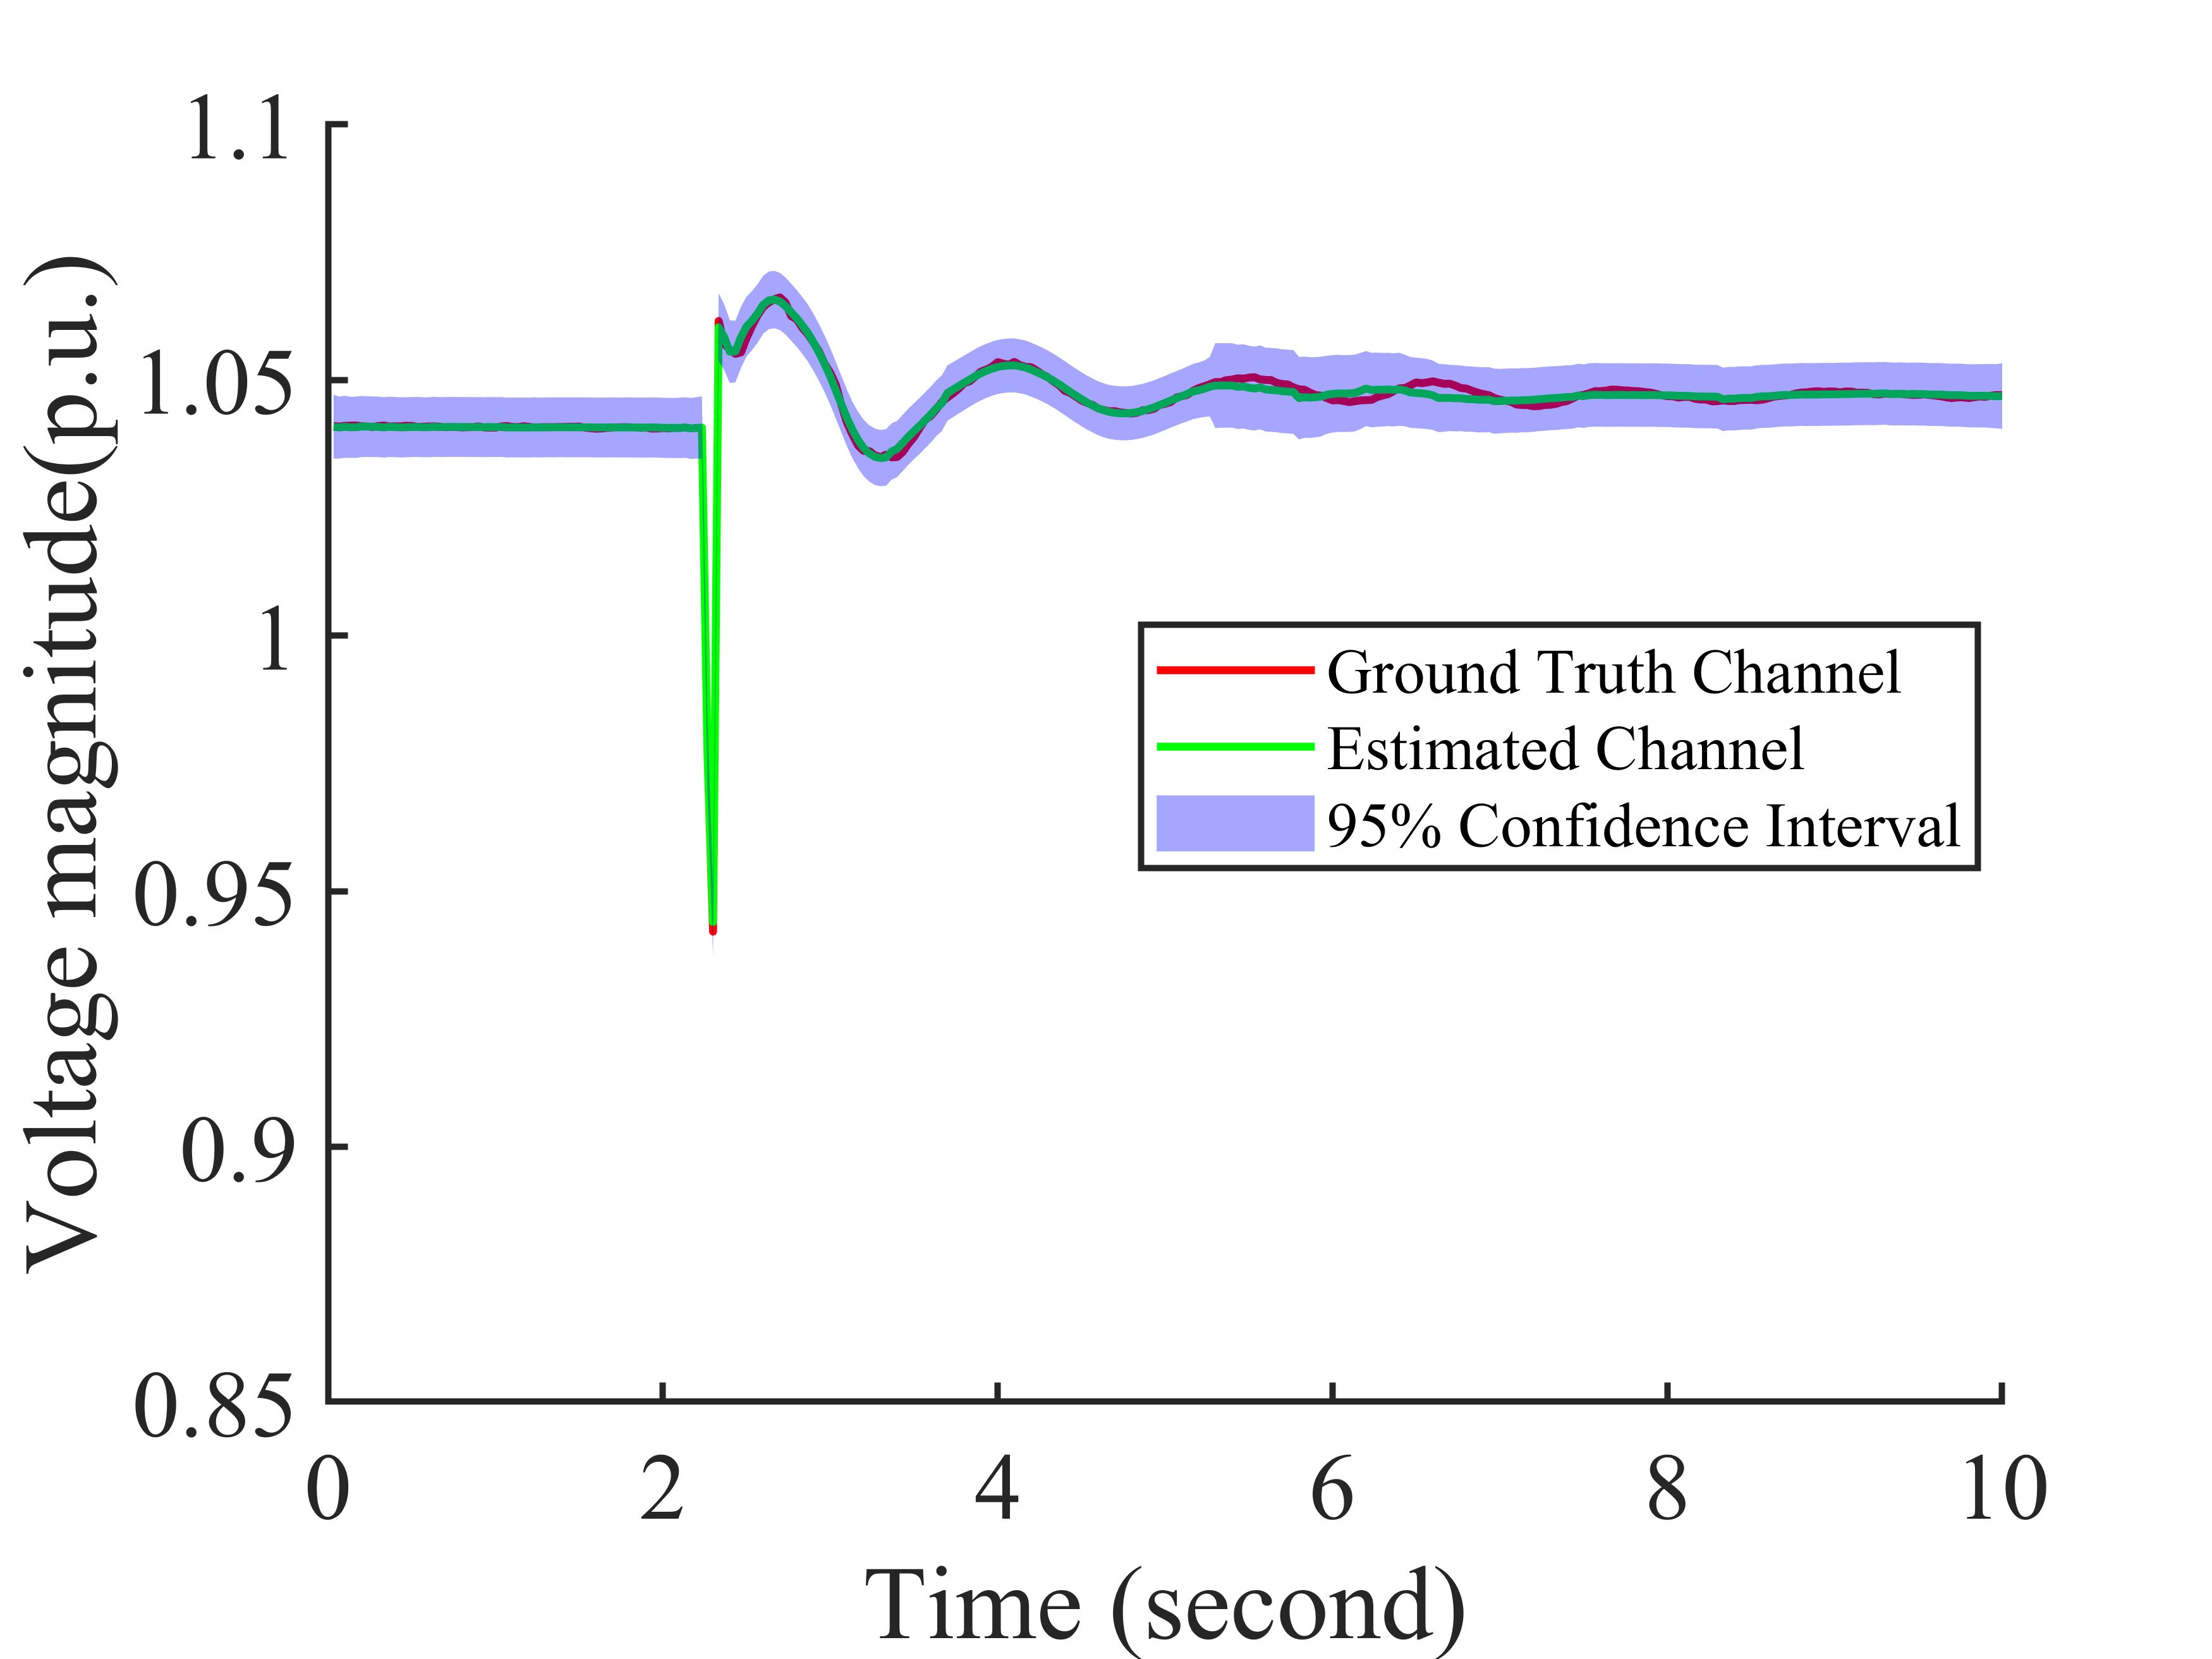 Voltage magnitude(p.u.)
1.1
1.05
1
0.95
0.9
0.85
Ground Truth Channel
Estimated Channel
95% Confidence Interval
0 2 4 6 8 10
Time (second)